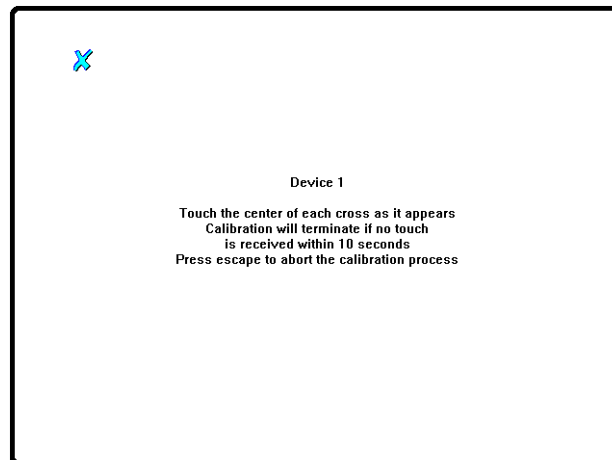 Device 1
Touch the center of each cross as it appears
Calibration will terminate if no touch
is received within 10 seconds
Press escape to abort the calibration process